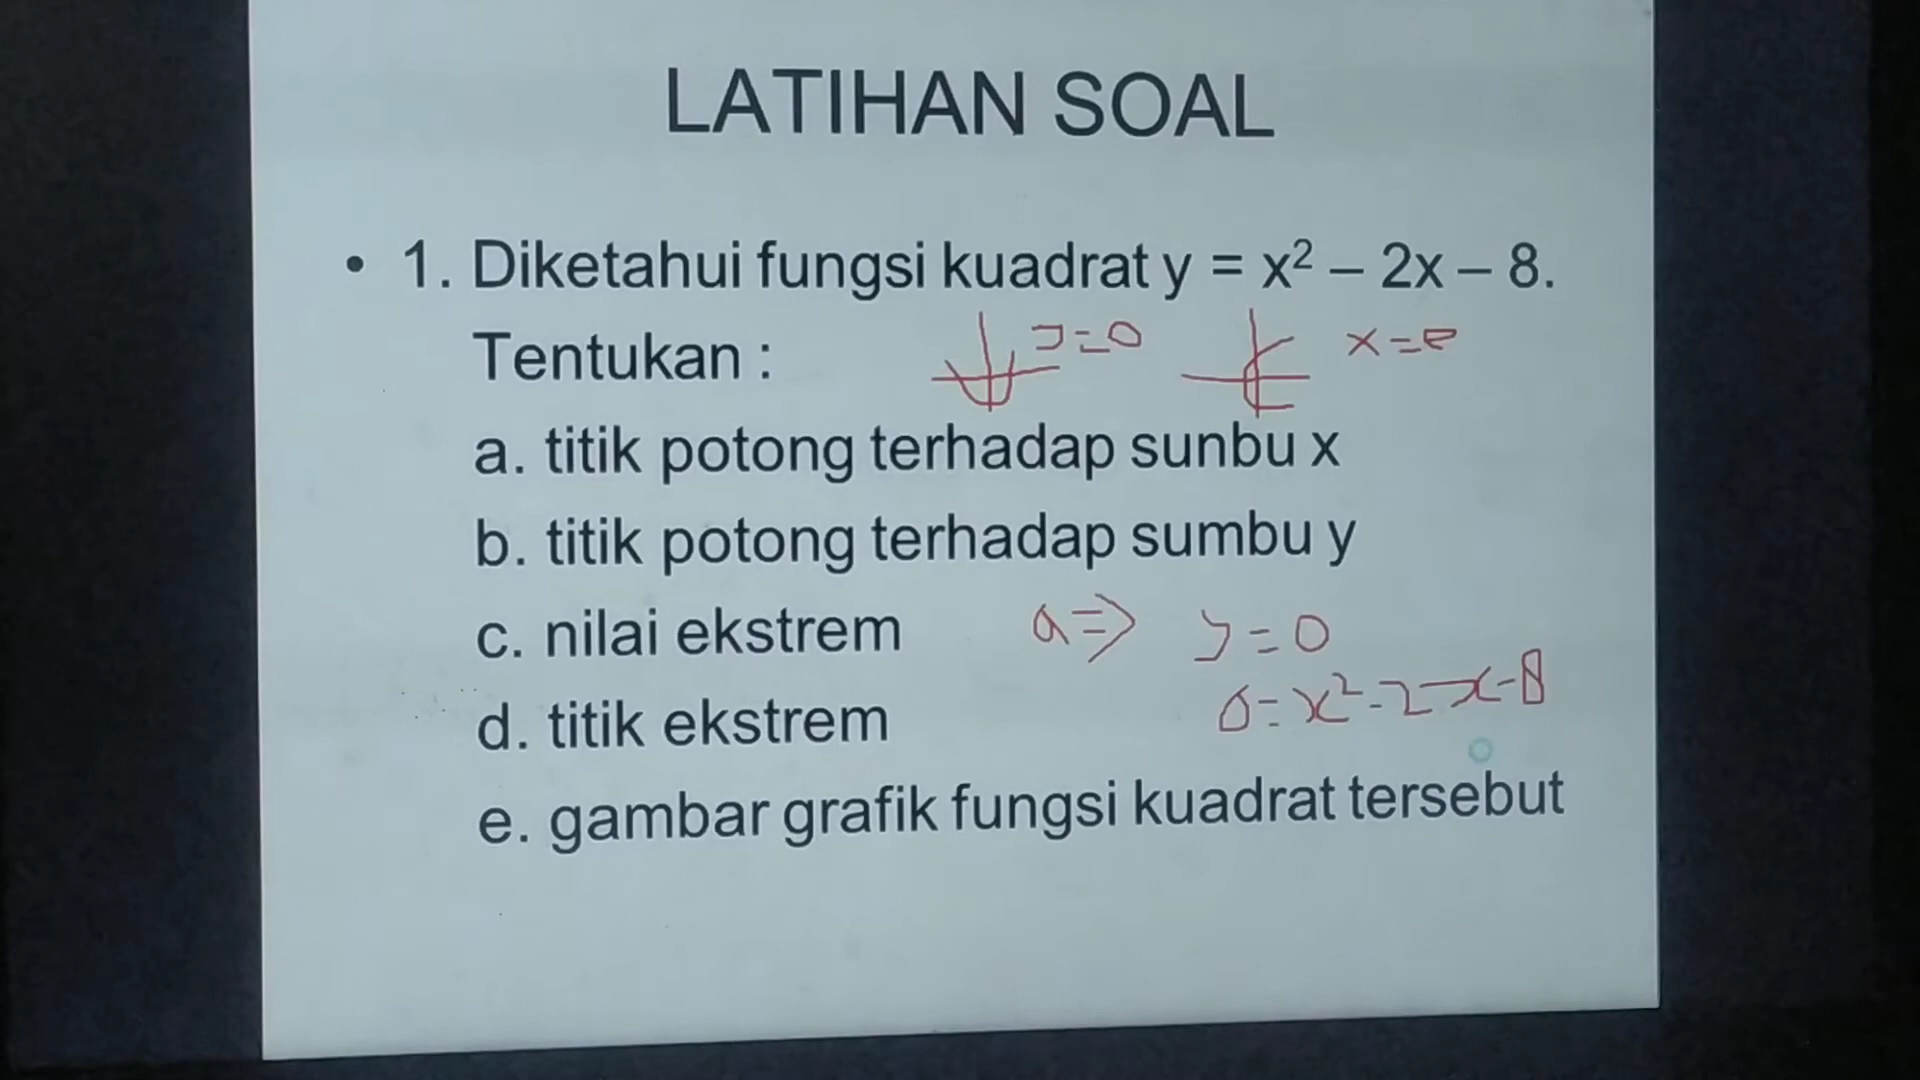 LATIHAN SOAL
• 1. Diketahui fungsi kuadrat y = x² – 2x – 8.
Tentukan :
y=0 x=0
a. titik potong terhadap sunbu x
b. titik potong terhadap sumbu y
c. nilai ekstrem a⇒ y=0
d. titik ekstrem 0=x²-2x-8
e. gambar grafik fungsi kuadrat tersebut